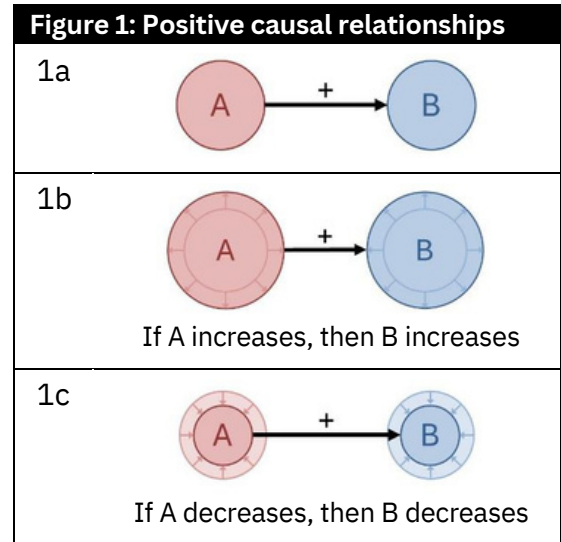 Figure 1: Positive causal relationships
1a
A + B
1b
A + B
If A increases, then B increases
1c
A + B
If A decreases, then B decreases